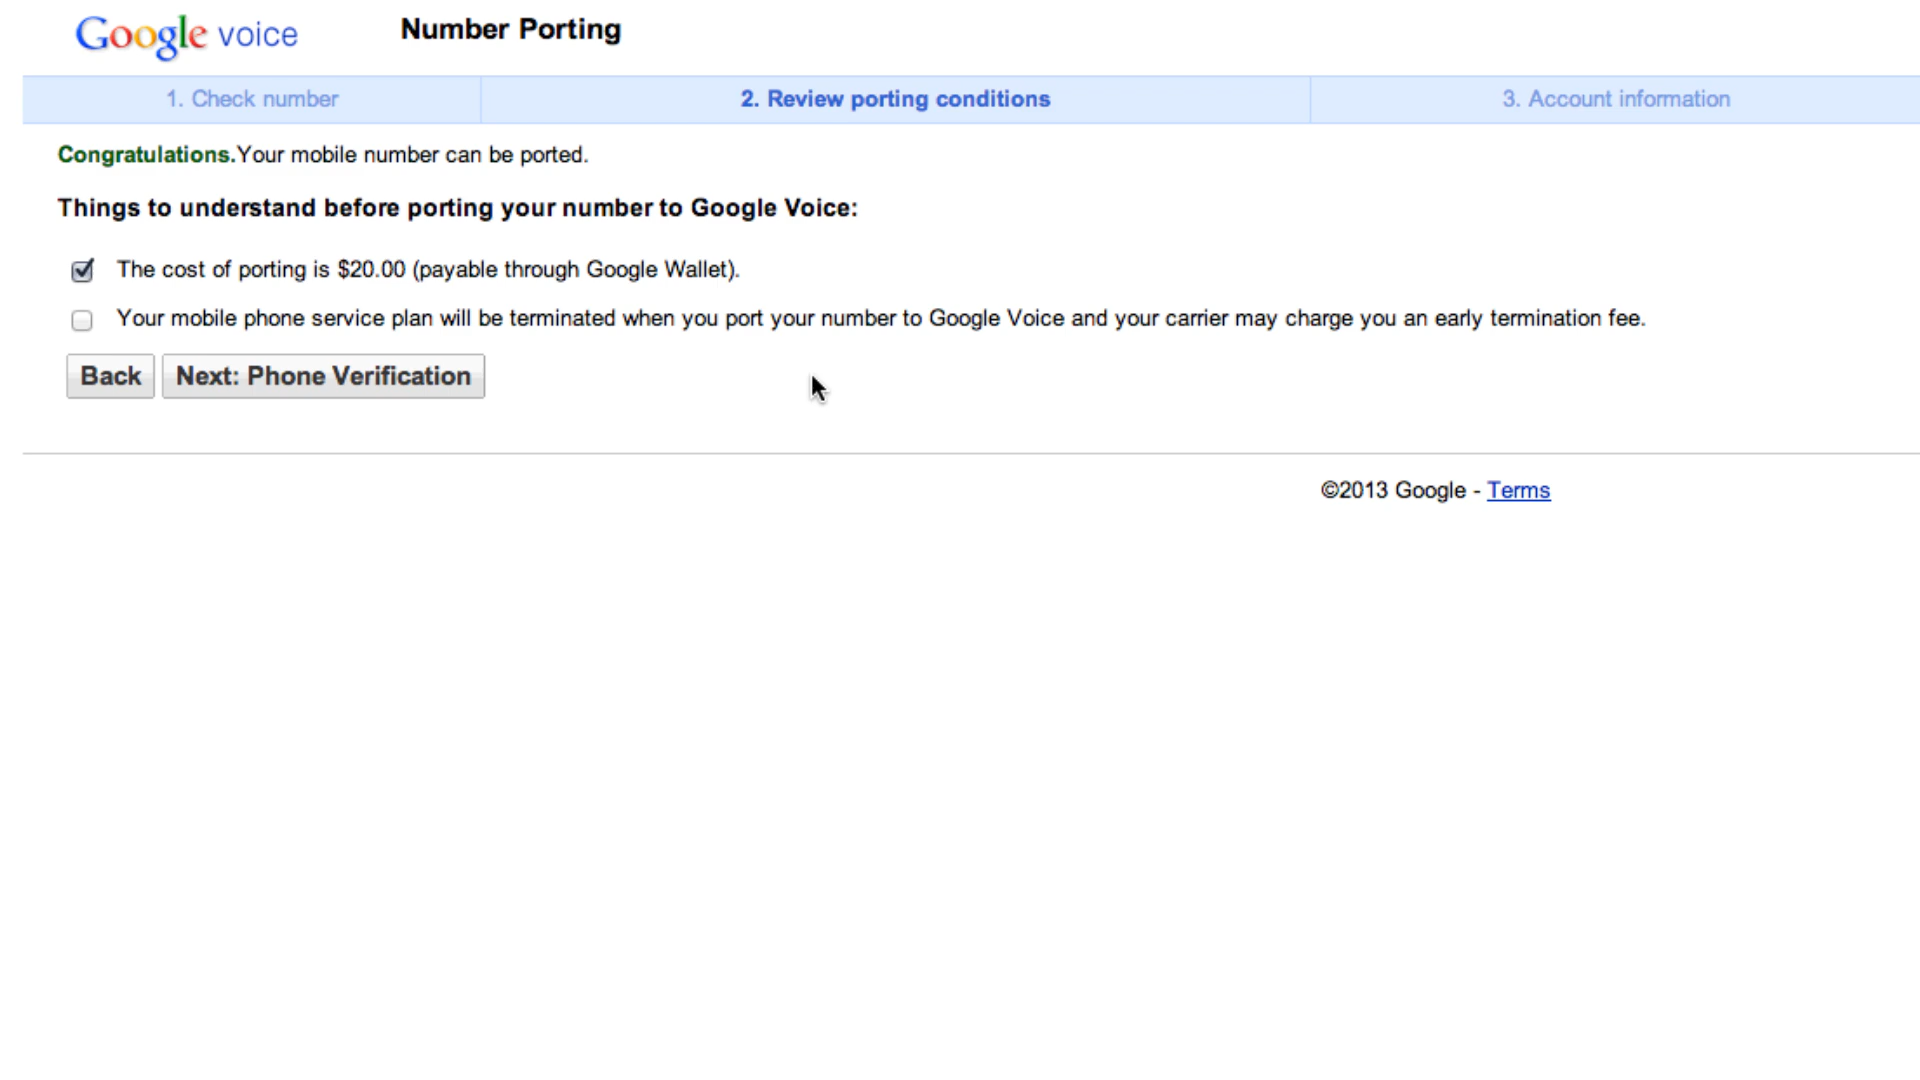 Google voice
Number Porting
1. Check number
2. Review porting conditions
3. Account information
Congratulations.Your mobile number can be ported.
Things to understand before porting your number to Google Voice:
The cost of porting is $20.00 (payable through Google Wallet).
Your mobile phone service plan will be terminated when you port your number to Google Voice and your carrier may charge you an early termination fee.
Back
Next: Phone Verification
©2013 Google - Terms